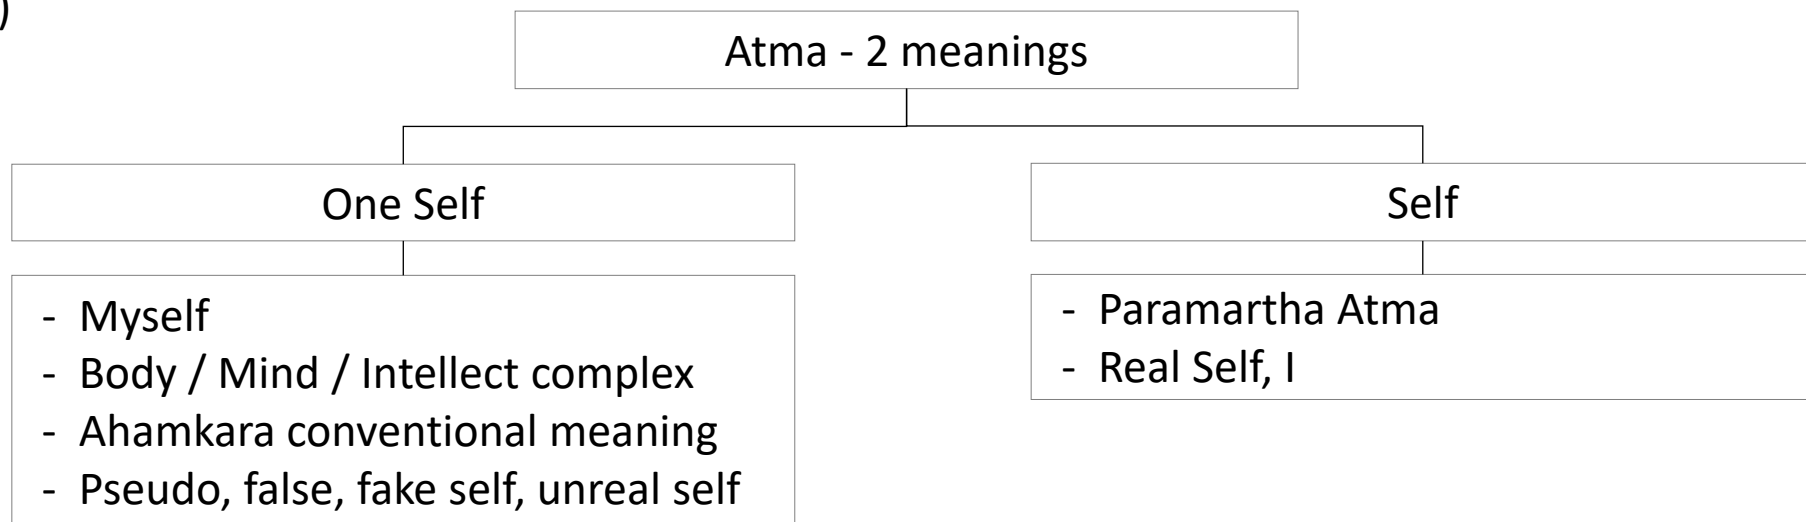 )
Atma - 2 meanings
One Self
Self
- Myself
- Body / Mind / Intellect complex
- Ahamkara conventional meaning
- Pseudo, false, fake self, unreal self
- Paramartha Atma
- Real Self, I